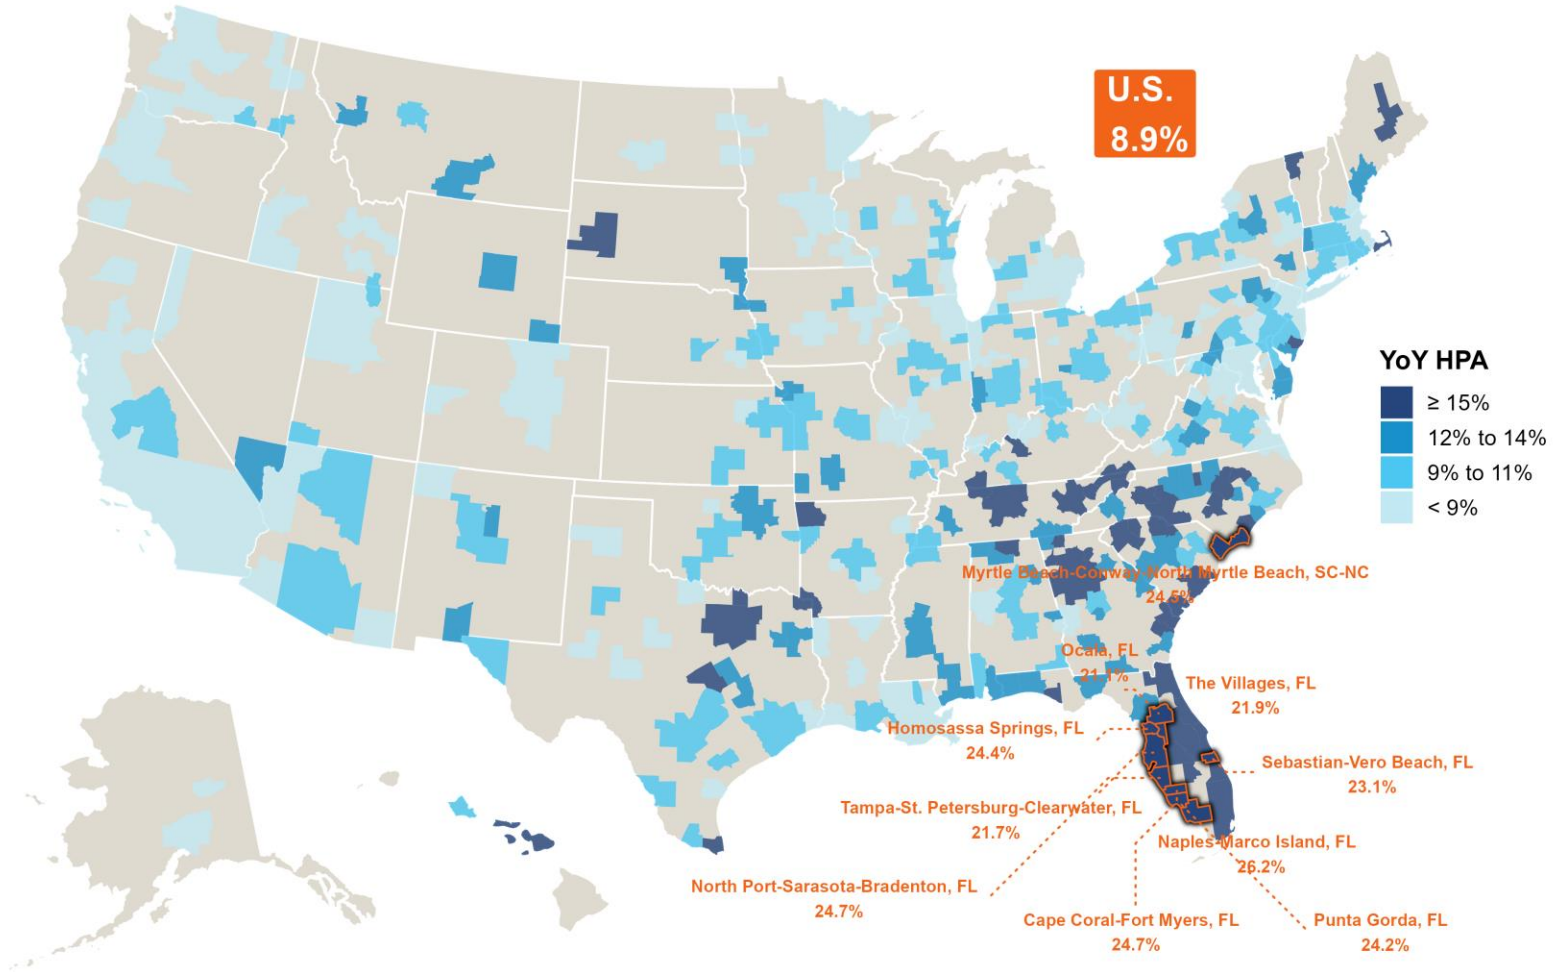 U.S.
8.9%
YoY HPA
≥ 15%
12% to 14%
9% to 11%
< 9%
Myrtle Beach-Conway-North Myrtle Beach, SC-NC
24.5%
Ocala, FL
21.1%
The Villages, FL
21.9%
Homosassa Springs, FL
24.4%
Sebastian-Vero Beach, FL
23.1%
Tampa-St. Petersburg-Clearwater, FL
21.7%
Naples-Marco Island, FL
26.2%
North Port-Sarasota-Bradenton, FL
24.7%
Cape Coral-Fort Myers, FL
24.7%
Punta Gorda, FL
24.2%